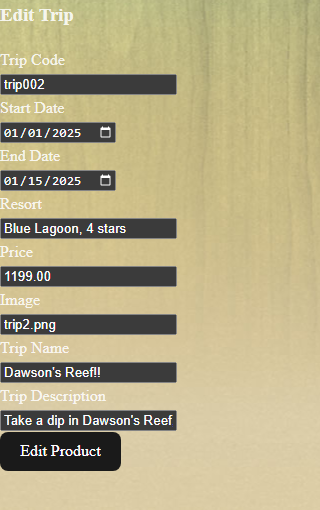 Edit Trip
Trip Code
trip002
Start Date
01/01/2025
End Date
01/15/2025
Resort
Blue Lagoon, 4 stars
Price
1199.00
Image
trip2.png
Trip Name
Dawson's Reef!!
Trip Description
Take a dip in Dawson's Reef
Edit Product